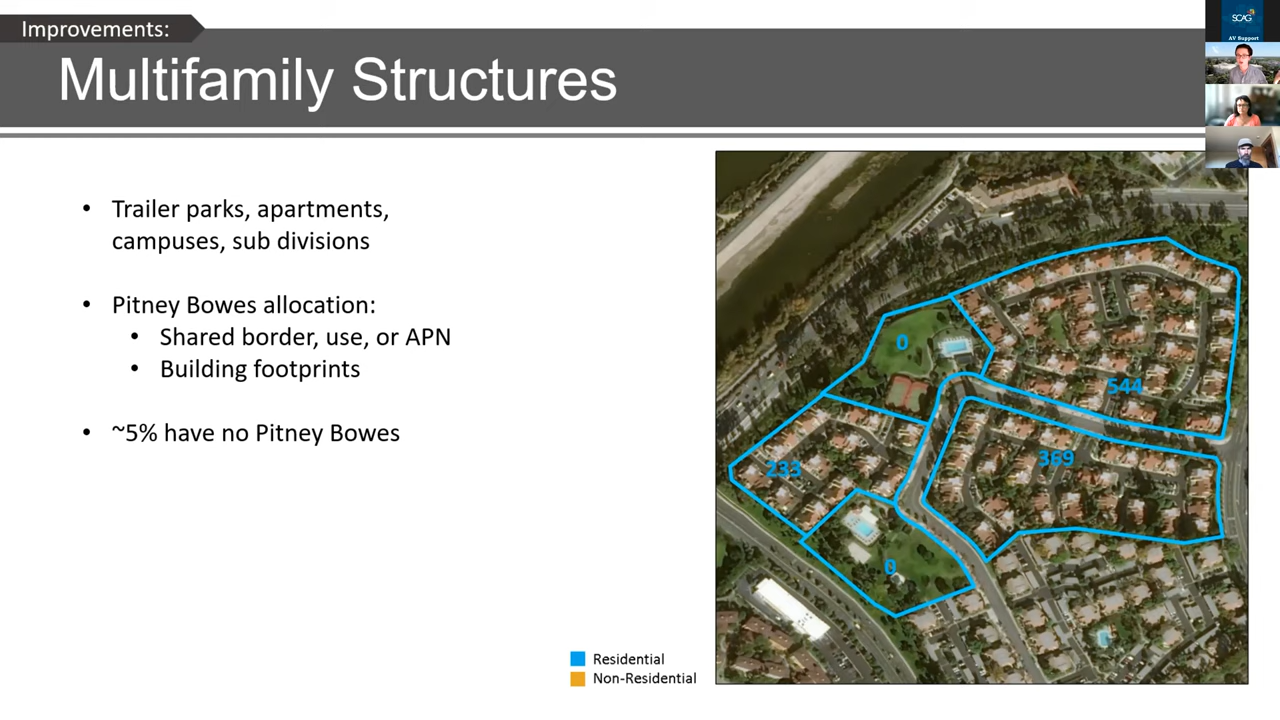 Improvements:
Multifamily Structures
SCAG
AV Support
• Trailer parks, apartments,
campuses, sub divisions
• Pitney Bowes allocation:
• Shared border, use, or APN
• Building footprints
• ~5% have no Pitney Bowes
0
544
369
233
0
Residential
Non-Residential